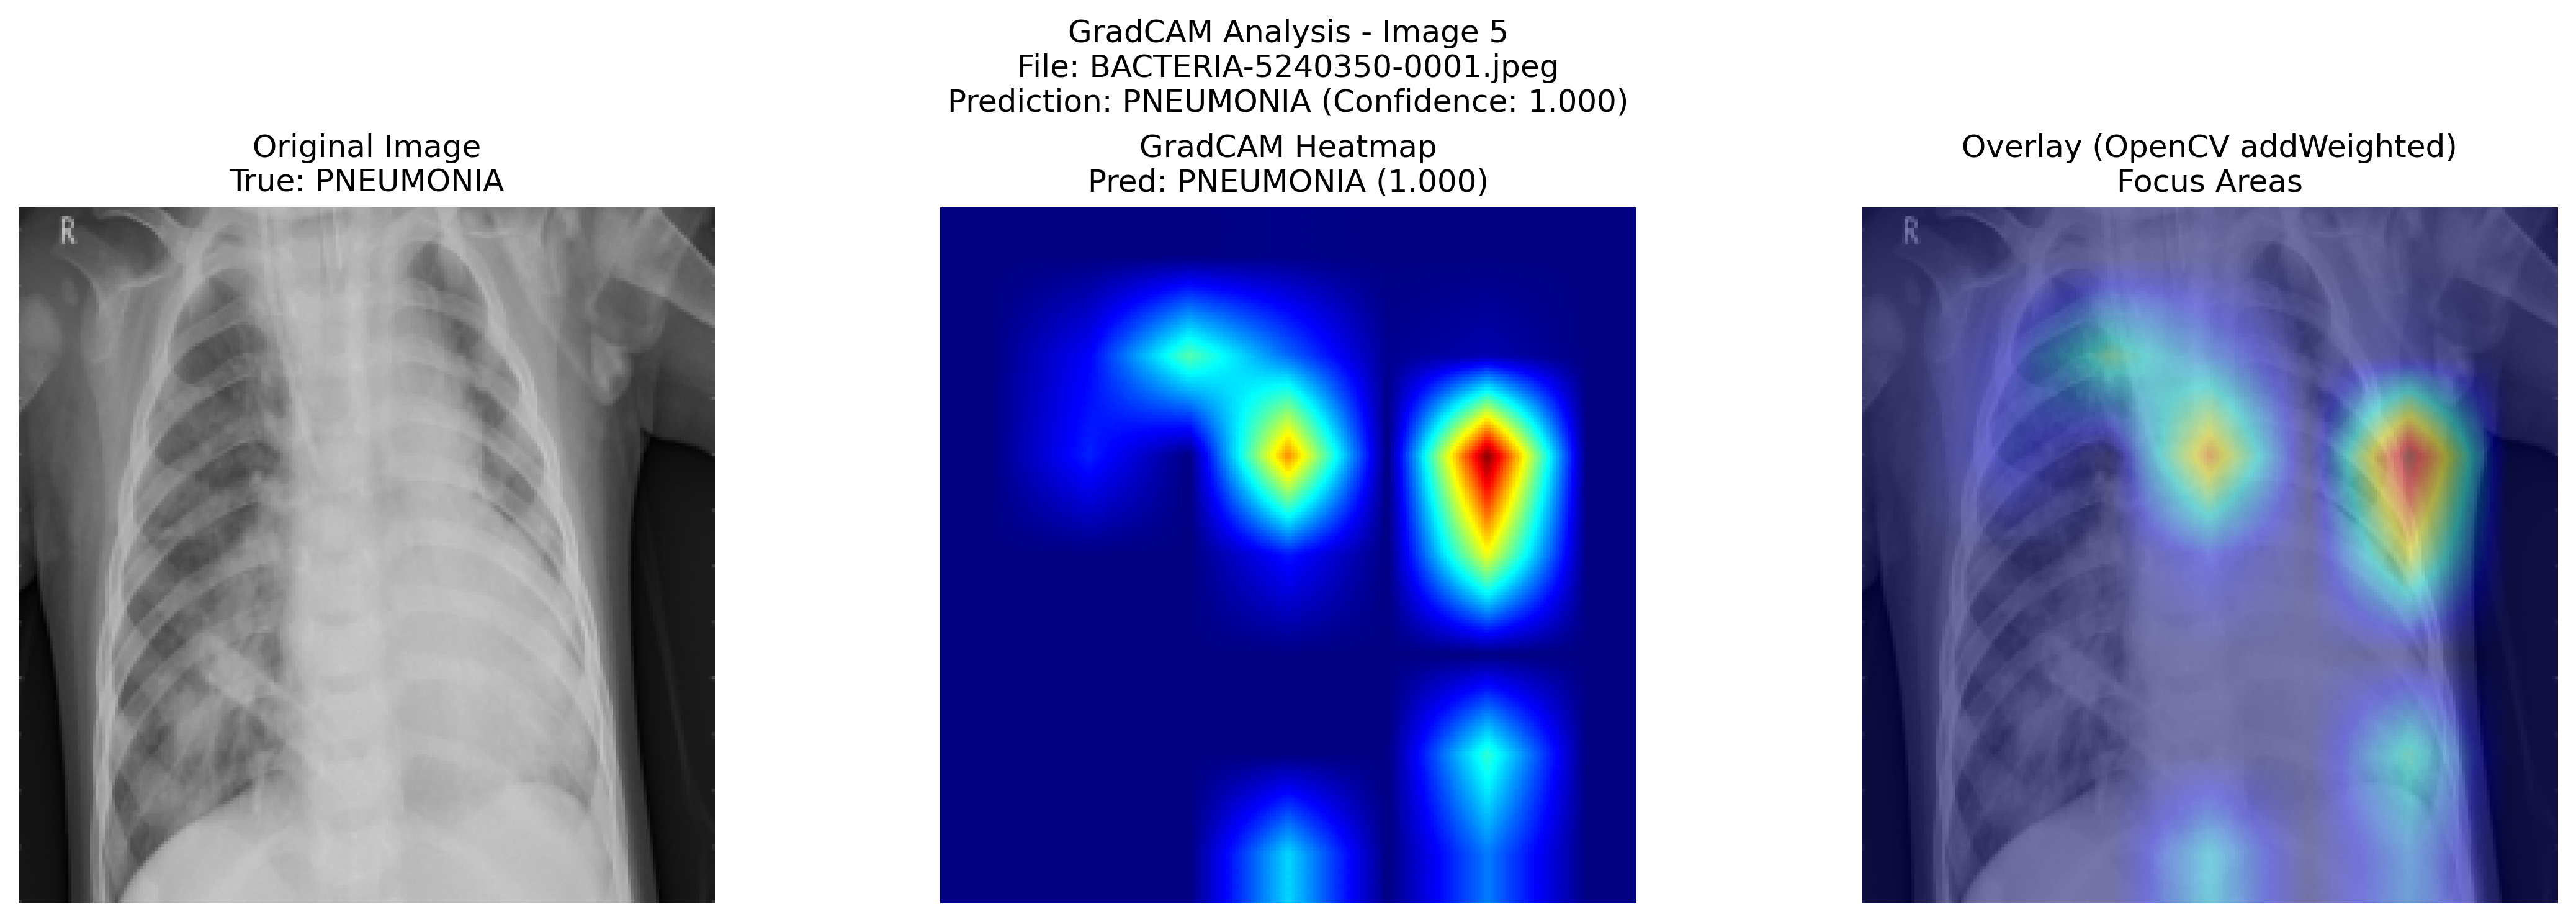 GradCAM Analysis - Image 5
File: BACTERIA-5240350-0001.jpeg
Prediction: PNEUMONIA (Confidence: 1.000)
Original Image
True: PNEUMONIA
GradCAM Heatmap
Pred: PNEUMONIA (1.000)
Overlay (OpenCV addWeighted)
Focus Areas
R
R